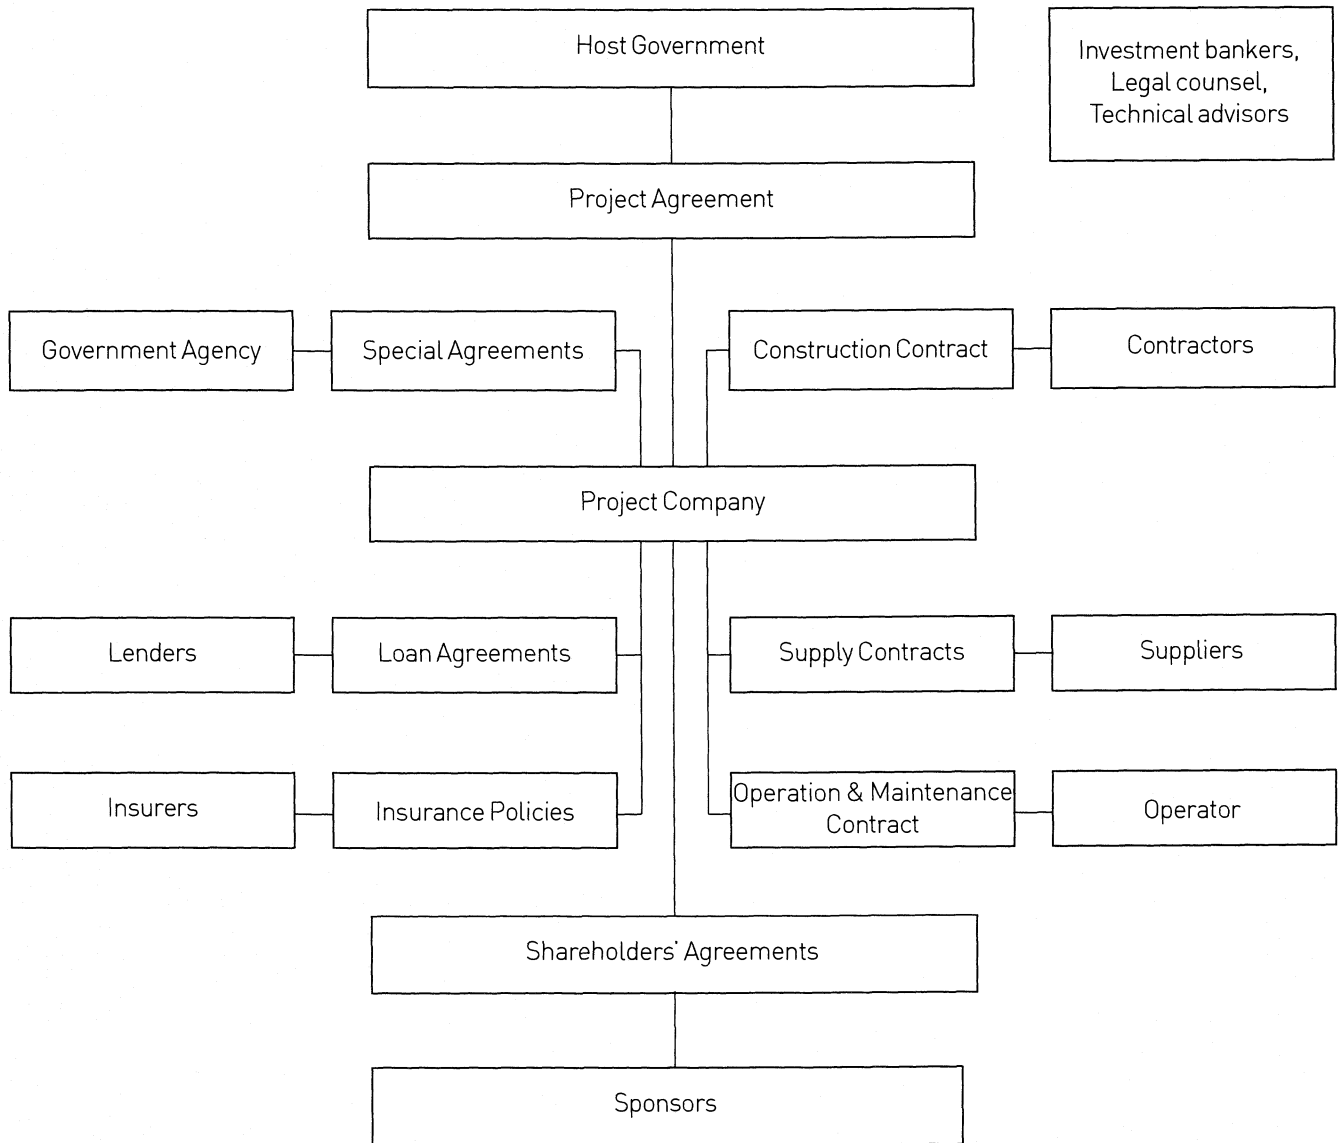 Host Government
Investment bankers,
Legal counsel,
Technical advisors
Project Agreement
Government Agency
Special Agreements
Construction Contract
Contractors
Project Company
Lenders
Loan Agreements
Supply Contracts
Suppliers
Insurers
Insurance Policies
Operation & Maintenance
Contract
Operator
Shareholders' Agreements
Sponsors